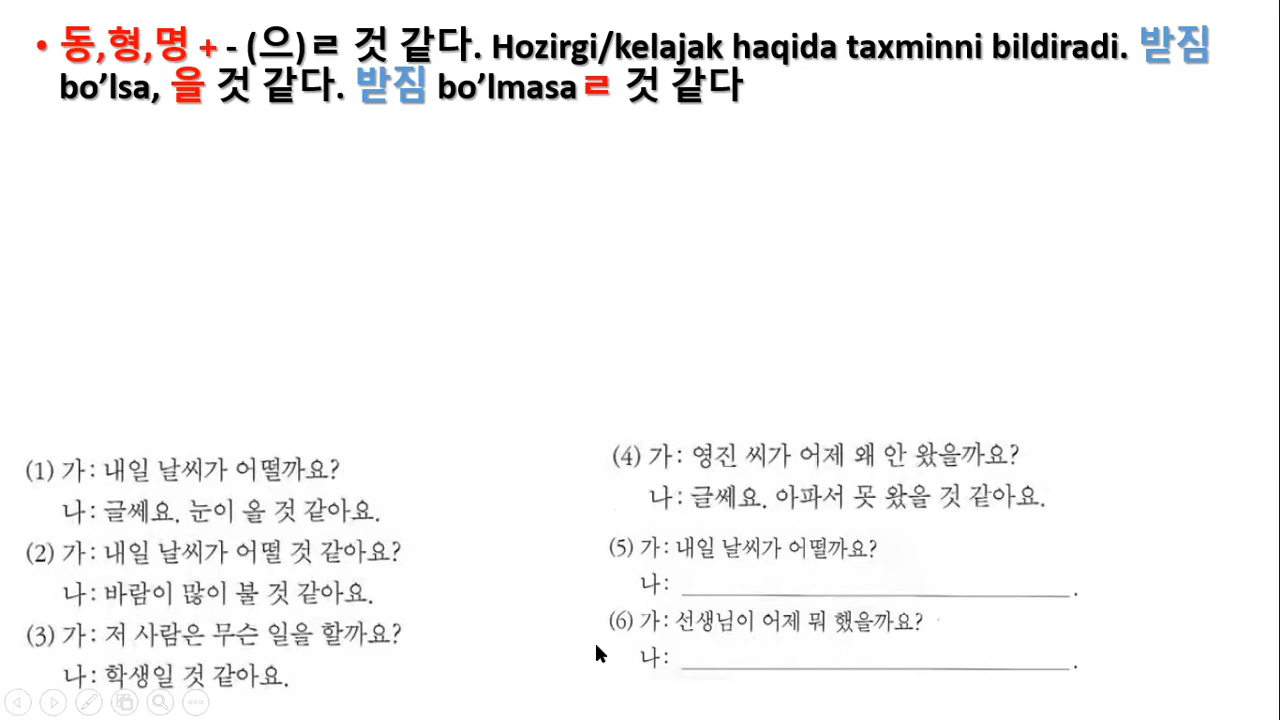 • 동,형,명 + - (으)ㄹ 것 같다. Hozirgi/kelajak haqida taxminni bildiradi. 받짐
bo'lsa,을 것 같다. 받짐 bo'lmasa ㄹ 것 같다
(1) 가: 내일 날씨가 어떨까요?
나: 글쎄요. 눈이 올 것 같아요.
(2) 가: 내일 날씨가 어떨 것 같아요?
나: 바람이 많이 불 것 같아요.
(3) 가: 저 사람은 무슨 일을 할까요?
나: 학생일 것 같아요.
(4) 가: 영진 씨가 어제 왜 안 왔을까요?
나: 글쎄요. 아파서 못 왔을 것 같아요.
(5) 가: 내일 날씨가 어떨까요?
나: ______________________________.
(6) 가: 선생님이 어제 뭐 했을까요?
나: ______________________________.